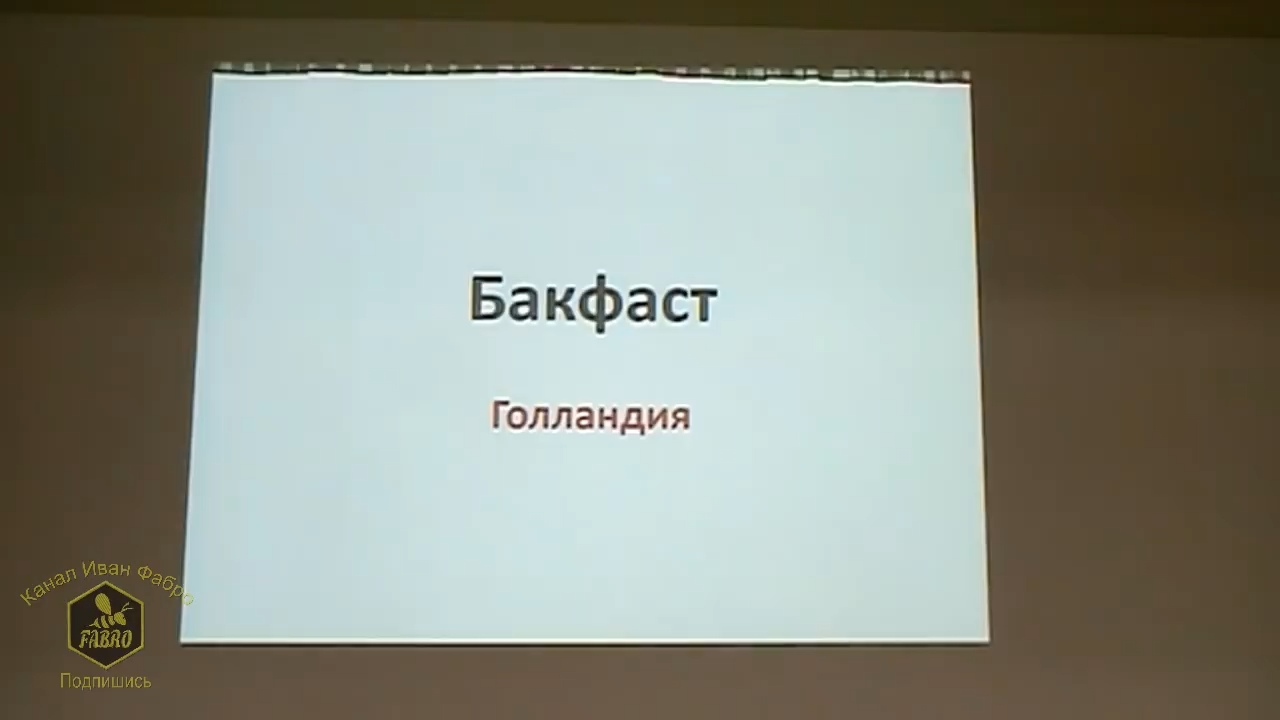 Бакфаст
Голландия
Канал Иван Фабро
FABRO
Подпишись